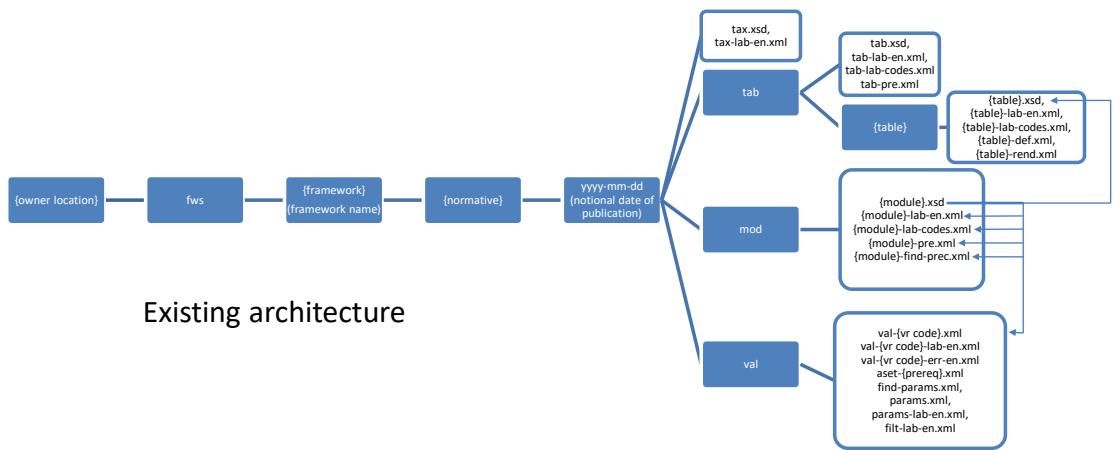 tax.xsd,
tax-lab-en.xml
tab.xsd,
tab-lab-en.xml,
tab-lab-codes.xml
tab-pre.xml
tab
{table}
{table}.xsd,
{table}-lab-en.xml,
{table}-lab-codes.xml,
{table}-def.xml,
{table}-rend.xml
{owner location}
fws
{framework}
(framework name)
{normative}
yyyy-mm-dd
(notional date of
publication)
mod
{module}.xsd
{module}-lab-en.xml
{module}-lab-codes.xml
{module}-pre.xml
{module}-find-prec.xml
Existing architecture
val
val-{vr code}.xml
val-{vr code}-lab-en.xml
val-{vr code}-err-en.xml
aset-{prereq}.xml
find-params.xml,
params.xml,
params-lab-en.xml,
filt-lab-en.xml